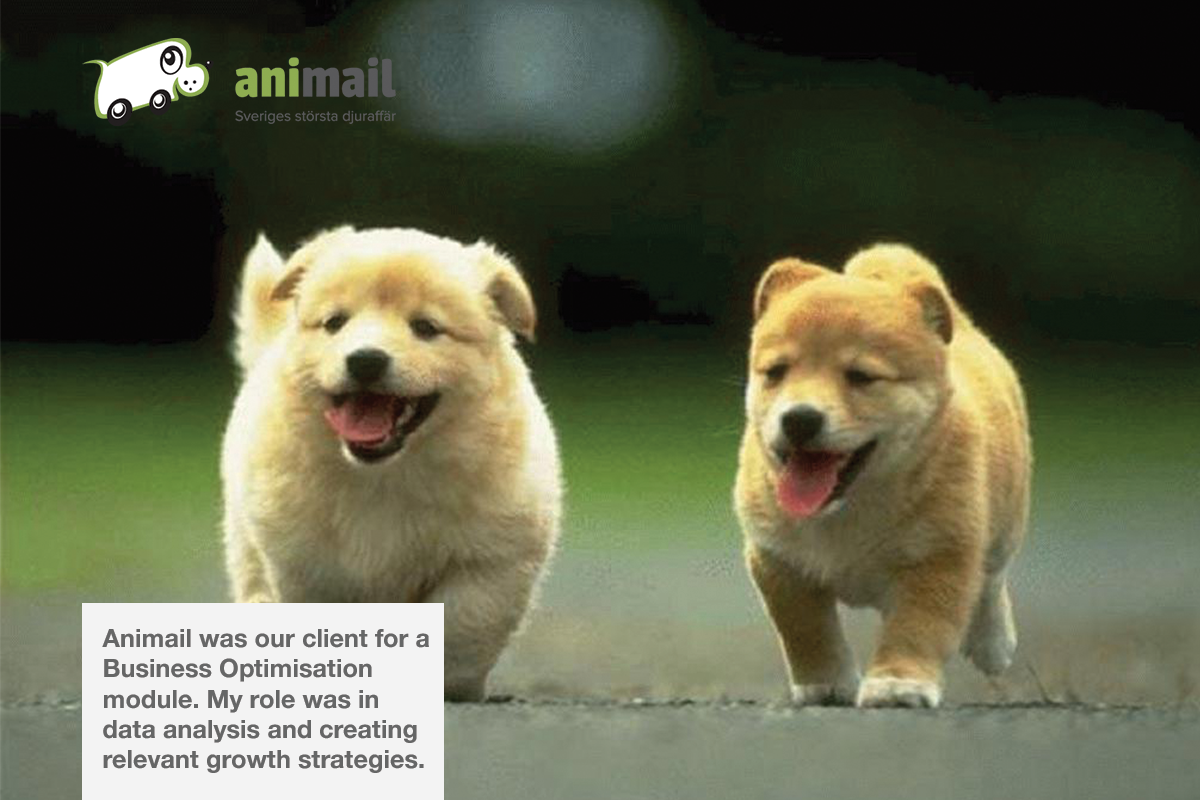 animail
Sveriges största djuraffär
Animail was our client for a
Business Optimisation
module. My role was in
data analysis and creating
relevant growth strategies.